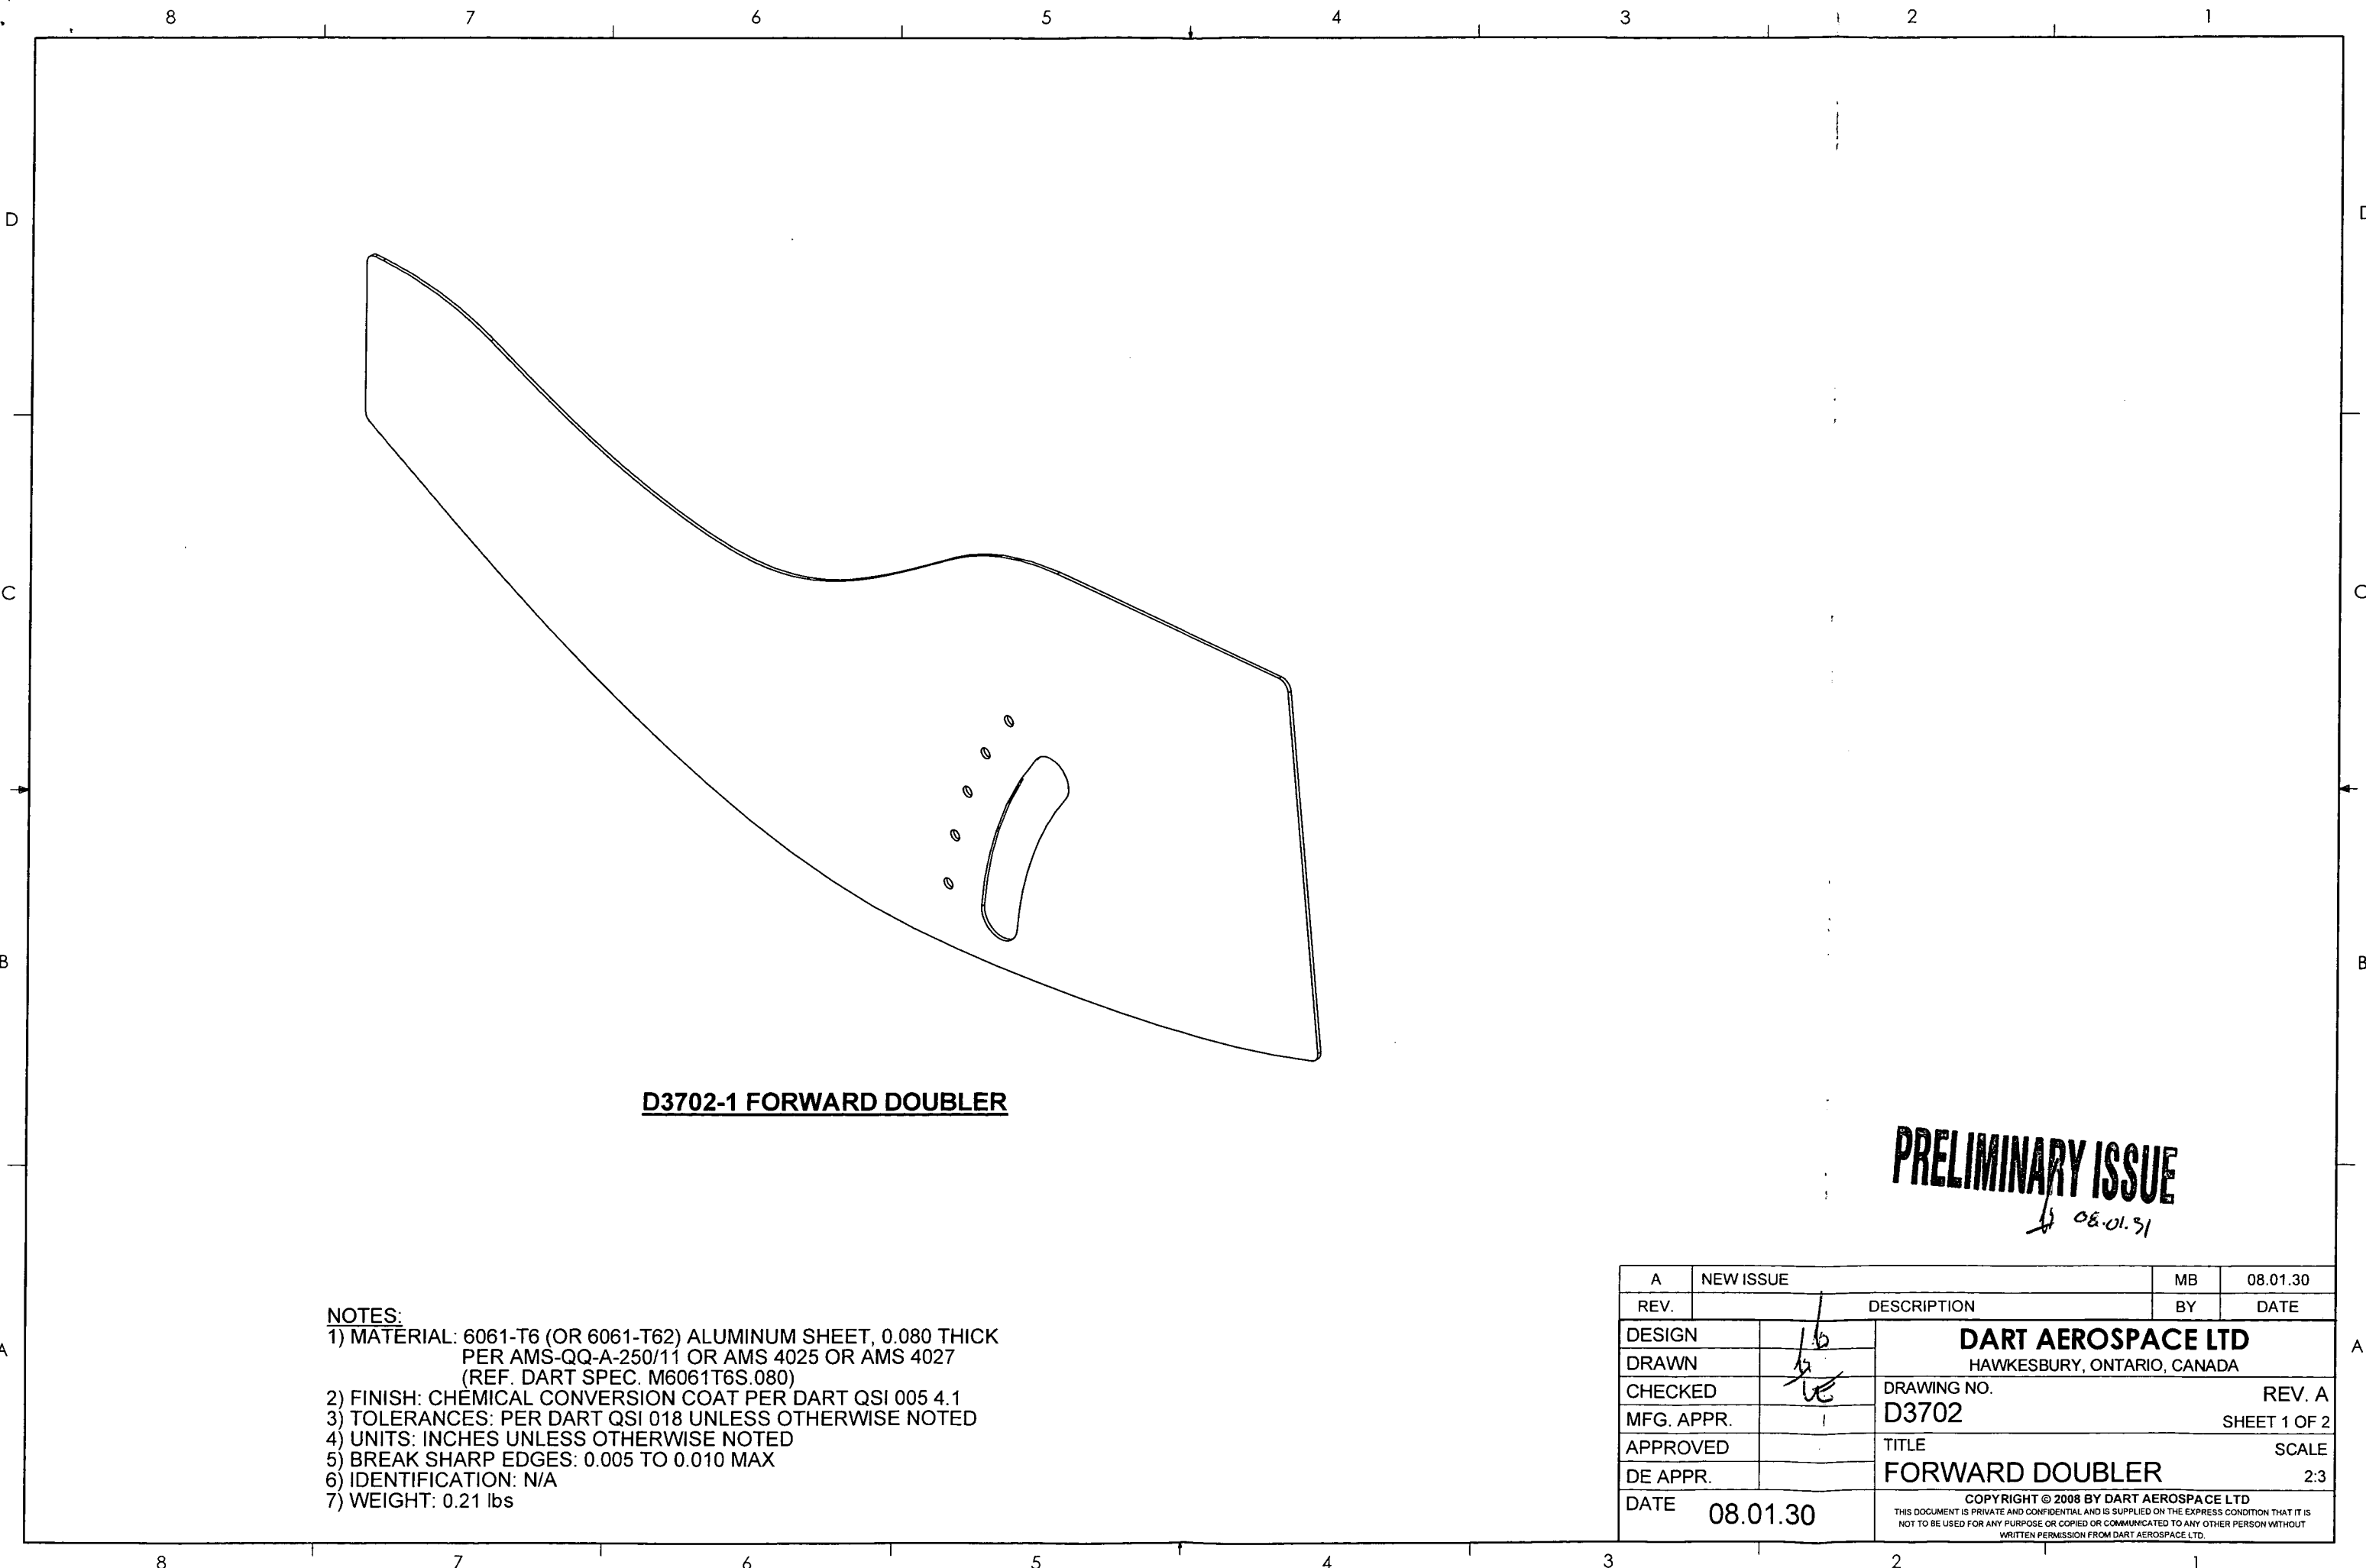 8 7 6 5 4 3 2 1
D
C
C
B
B
A
A
D3702-1 FORWARD DOUBLER
PRELIMINARY ISSUE
08.01.31
NOTES:
1) MATERIAL: 6061-T6 (OR 6061-T62) ALUMINUM SHEET, 0.080 THICK
PER AMS-QQ-A-250/11 OR AMS 4025 OR AMS 4027
(REF. DART SPEC. M6061T6S.080)
2) FINISH: CHEMICAL CONVERSION COAT PER DART QSI 005 4.1
3) TOLERANCES: PER DART QSI 018 UNLESS OTHERWISE NOTED
4) UNITS: INCHES UNLESS OTHERWISE NOTED
5) BREAK SHARP EDGES: 0.005 TO 0.010 MAX
6) IDENTIFICATION: N/A
7) WEIGHT: 0.21 lbs
A NEW ISSUE MB 08.01.30
REV. DESCRIPTION BY DATE
DESIGN
DRAWN
CHECKED
MFG. APPR.
APPROVED
DE APPR.
DATE 08.01.30
DART AEROSPACE LTD
HAWKESBURY, ONTARIO, CANADA
DRAWING NO. REV. A
D3702 SHEET 1 OF 2
TITLE SCALE
FORWARD DOUBLER 2:3
COPYRIGHT © 2008 BY DART AEROSPACE LTD
THIS DOCUMENT IS PRIVATE AND CONFIDENTIAL AND IS SUPPLIED ON THE EXPRESS CONDITION THAT IT IS
NOT TO BE USED FOR ANY PURPOSE OR COPIED OR COMMUNICATED TO ANY OTHER PERSON WITHOUT
WRITTEN PERMISSION FROM DART AEROSPACE LTD.
8 7 6 5 4 3 2 1